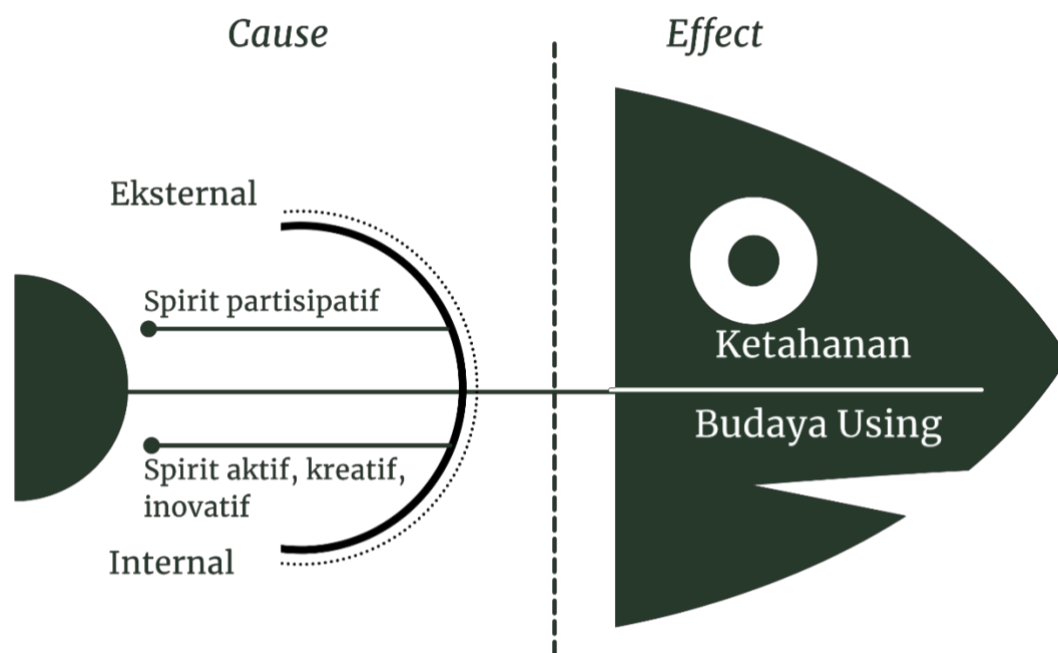 Cause
Effect
Eksternal
Spirit partisipatif
Spirit aktif, kreatif,
inovatif
Internal
Ketahanan
Budaya Using